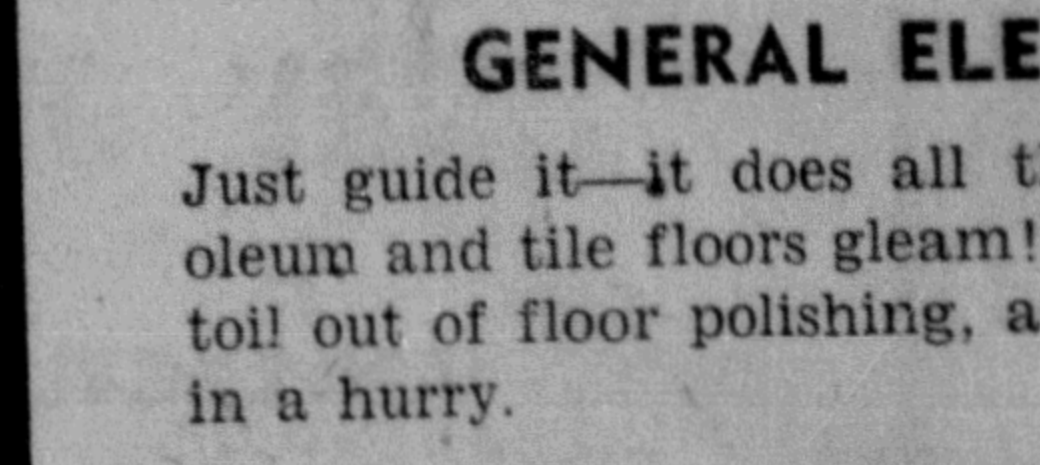 GENERAL ELE
Just guide it—it does all t
oleum and tile floors gleam!
toil out of floor polishing, a
in a hurry.